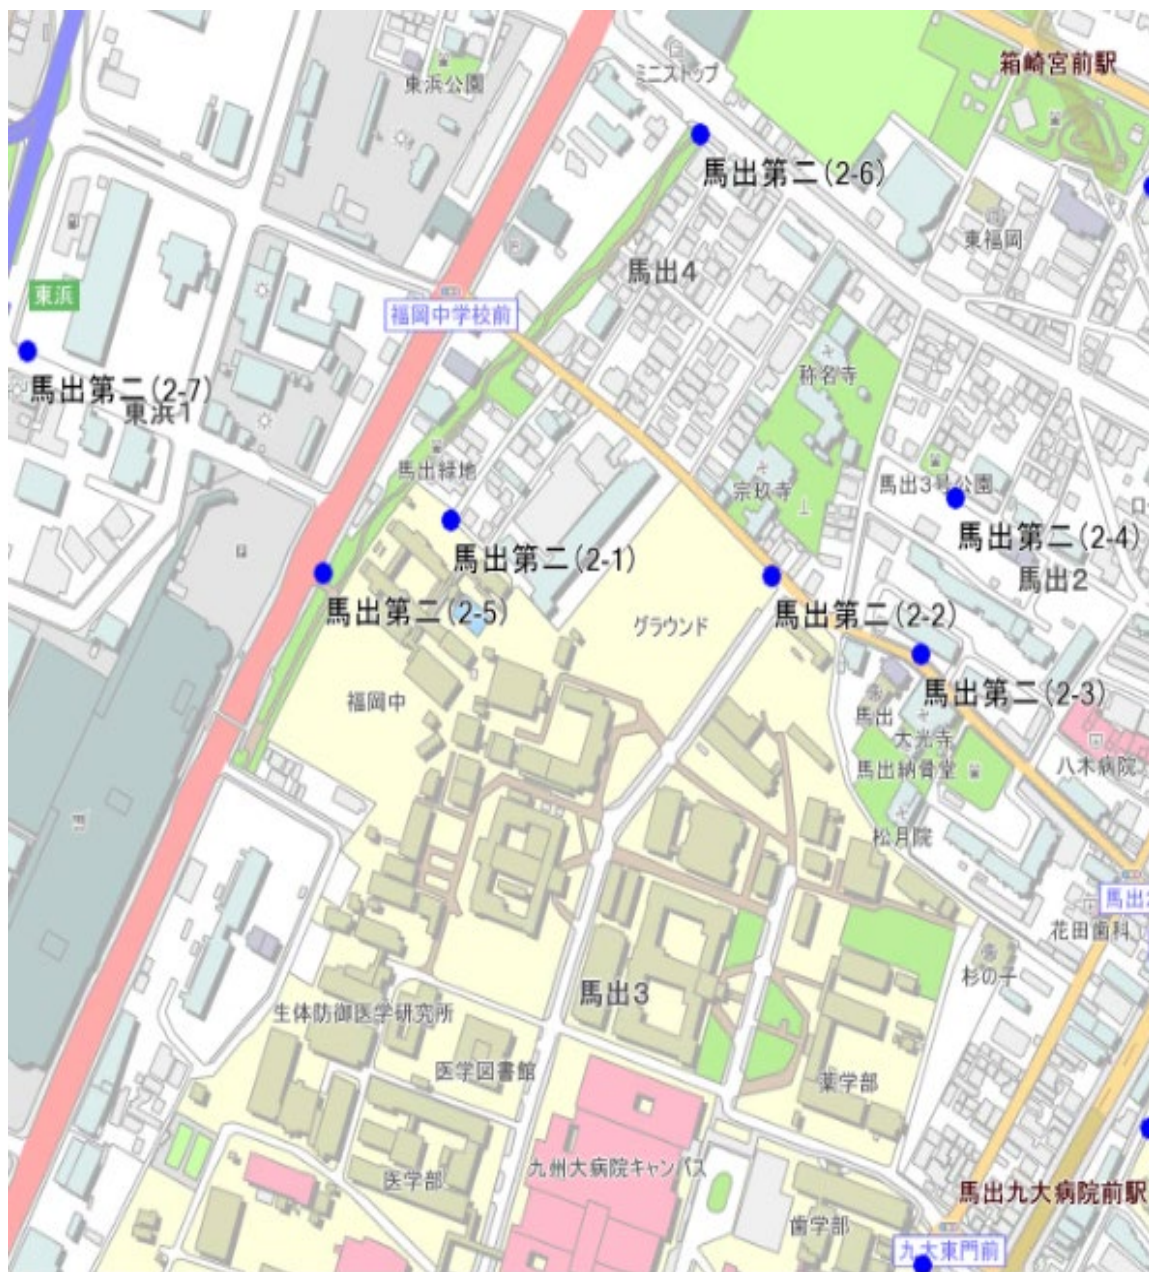 箱崎宮前駅
ミニストップ
東浜公園
馬出第二(2-6)
東福岡
馬出4
東浜
福岡中学校前
称名寺
馬出第二(2-7)
東浜1
馬出緑地
宗玖寺
馬出3号公園
馬出第二(2-4)
馬出第二(2-1)
馬出2
馬出第二(2-5)
グラウンド
馬出第二(2-2)
福岡中
馬出第二(2-3)
馬出
大光寺
馬出納骨堂
八木病院
松月院
馬出
花田歯科
杉の子
馬出3
生体防御医学研究所
医学図書館
薬学部
九州大病院キャンパス
医学部
馬出九大病院前駅
歯学部
九大東門前